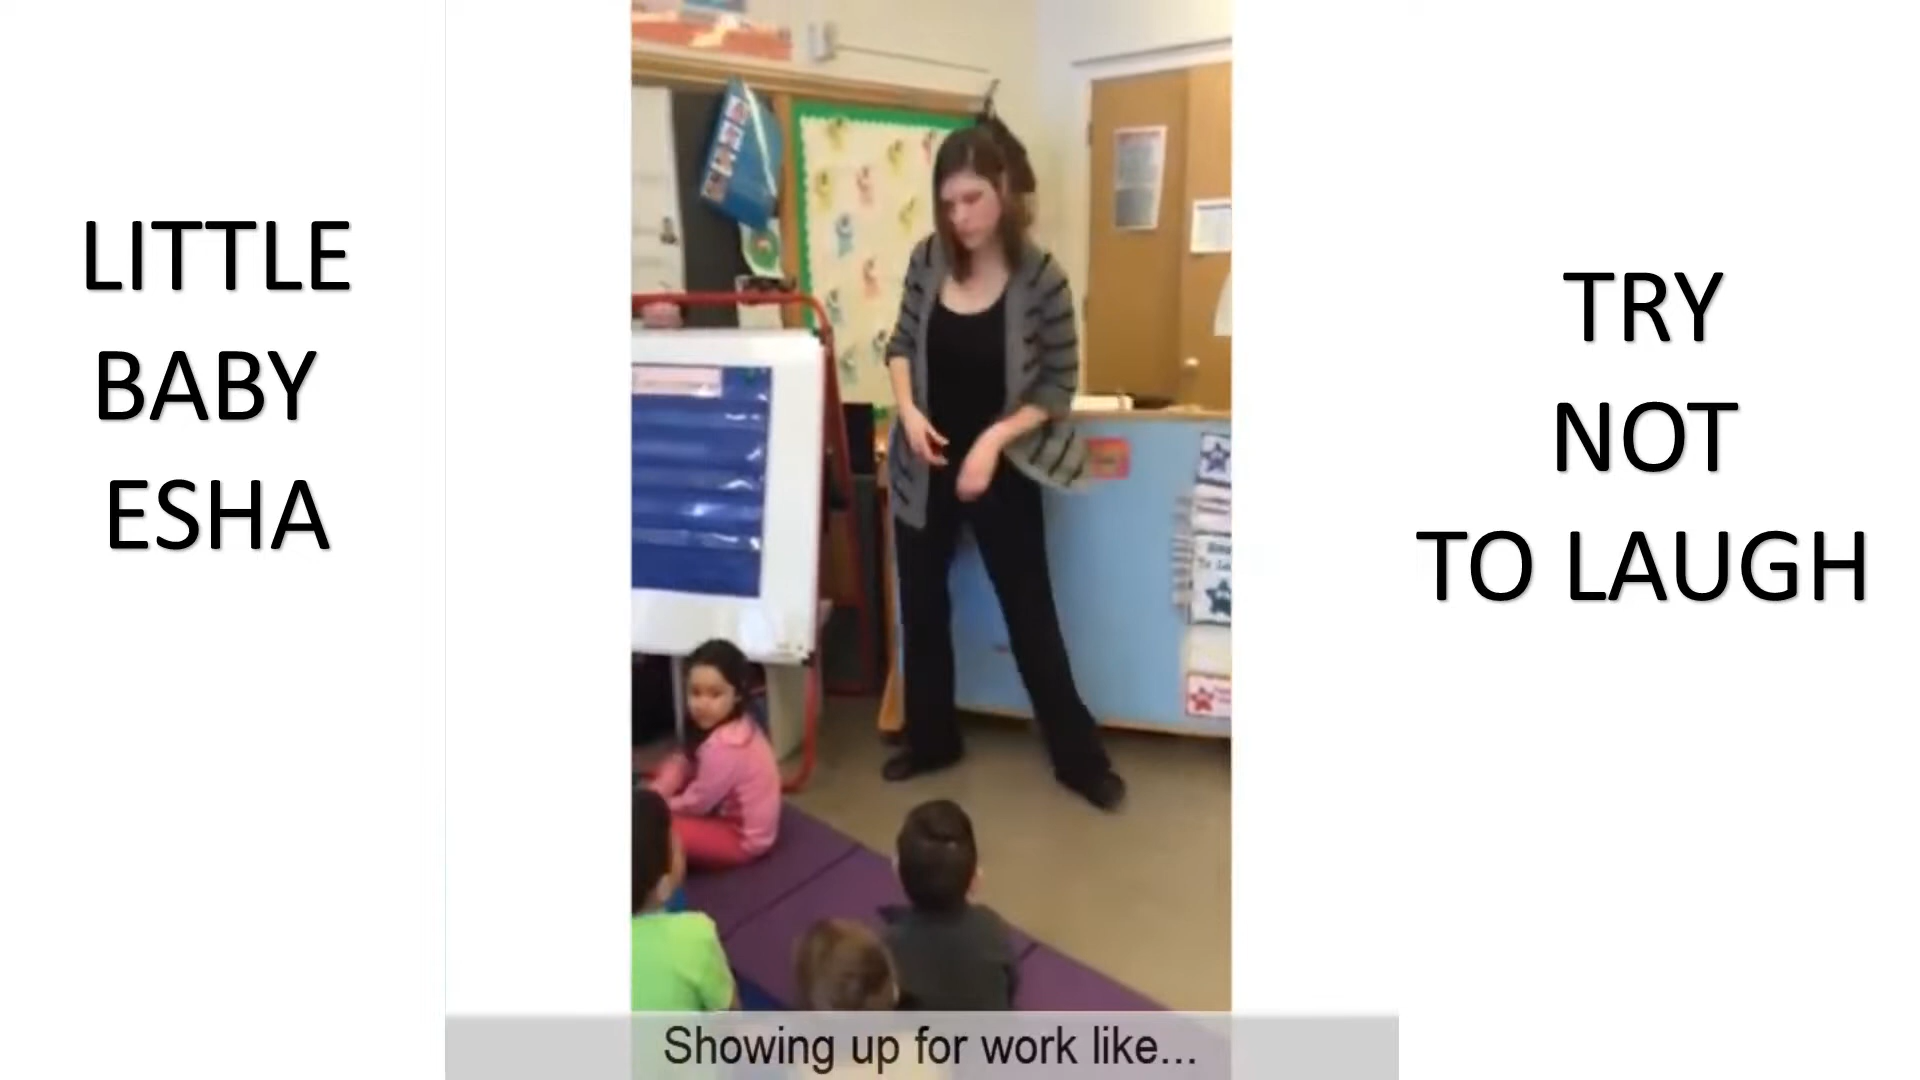 LITTLE
BABY
ESHA
TRY
NOT
TO LAUGH
Showing up for work like...